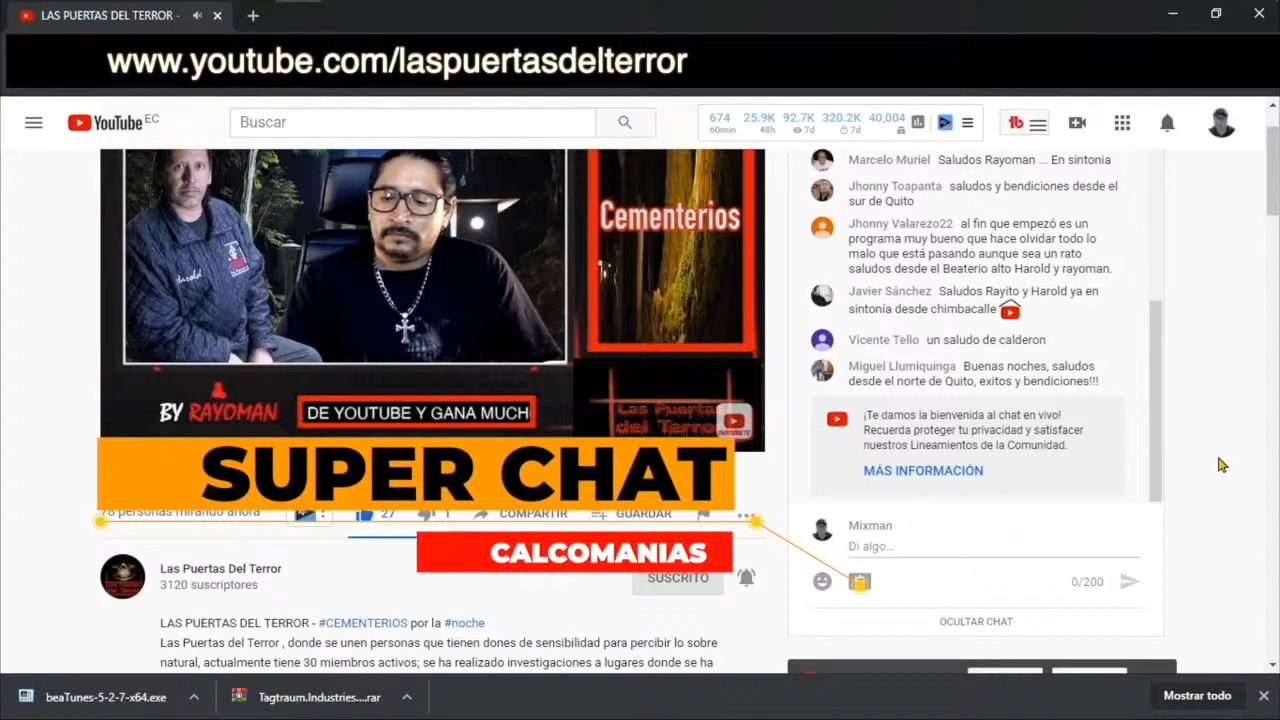 LAS PUERTAS DEL TERROR -
www.youtube.com/laspuertasdelterror
YouTube EC
Buscar
674 25.9K 92.7K 320.2K 40,004
60min 48h 7d 7d
Harold
Cementerios
BY RAYOMAN
DE YOUTUBE Y GANA MUCH
Las Puertas
del Terror
SUPER CHAT
78 personas mirando ahora
27
1
COMPARTIR
GUARDAR
CALCOMANIAS
Las Puertas Del Terror
3120 suscriptores
SUSCRITO
LAS PUERTAS DEL TERROR - #CEMENTERIOS por la #noche
Las Puertas del Terror , donde se unen personas que tienen dones de sensibilidad para percibir lo sobre
natural, actualmente tiene 30 miembros activos; se ha realizado investigaciones a lugares donde se ha
Marcelo Muriel Saludos Rayoman ... En sintonia
Jhonny Toapanta saludos y bendiciones desde el
sur de Quito
Jhonny Valarezo22 al fin que empezó es un
programa muy bueno que hace olvidar todo lo
malo que está pasando aunque sea un rato
saludos desde el Beaterio alto Harold y rayoman.
Javier Sánchez Saludos Rayito y Harold ya en
sintonía desde chimbacalle
Vicente Tello un saludo de calderon
Miguel Llumiquinga Buenas noches, saludos
desde el norte de Quito, exitos y bendiciones!!!
¡Te damos la bienvenida al chat en vivo!
Recuerda proteger tu privacidad y satisfacer
nuestros Lineamientos de la Comunidad.
MÁS INFORMACIÓN
Mixman
Di algo...
0/200
OCULTAR CHAT
beaTunes-5-2-7-x64.exe
Tagtraum.Industries....rar
Mostrar todo